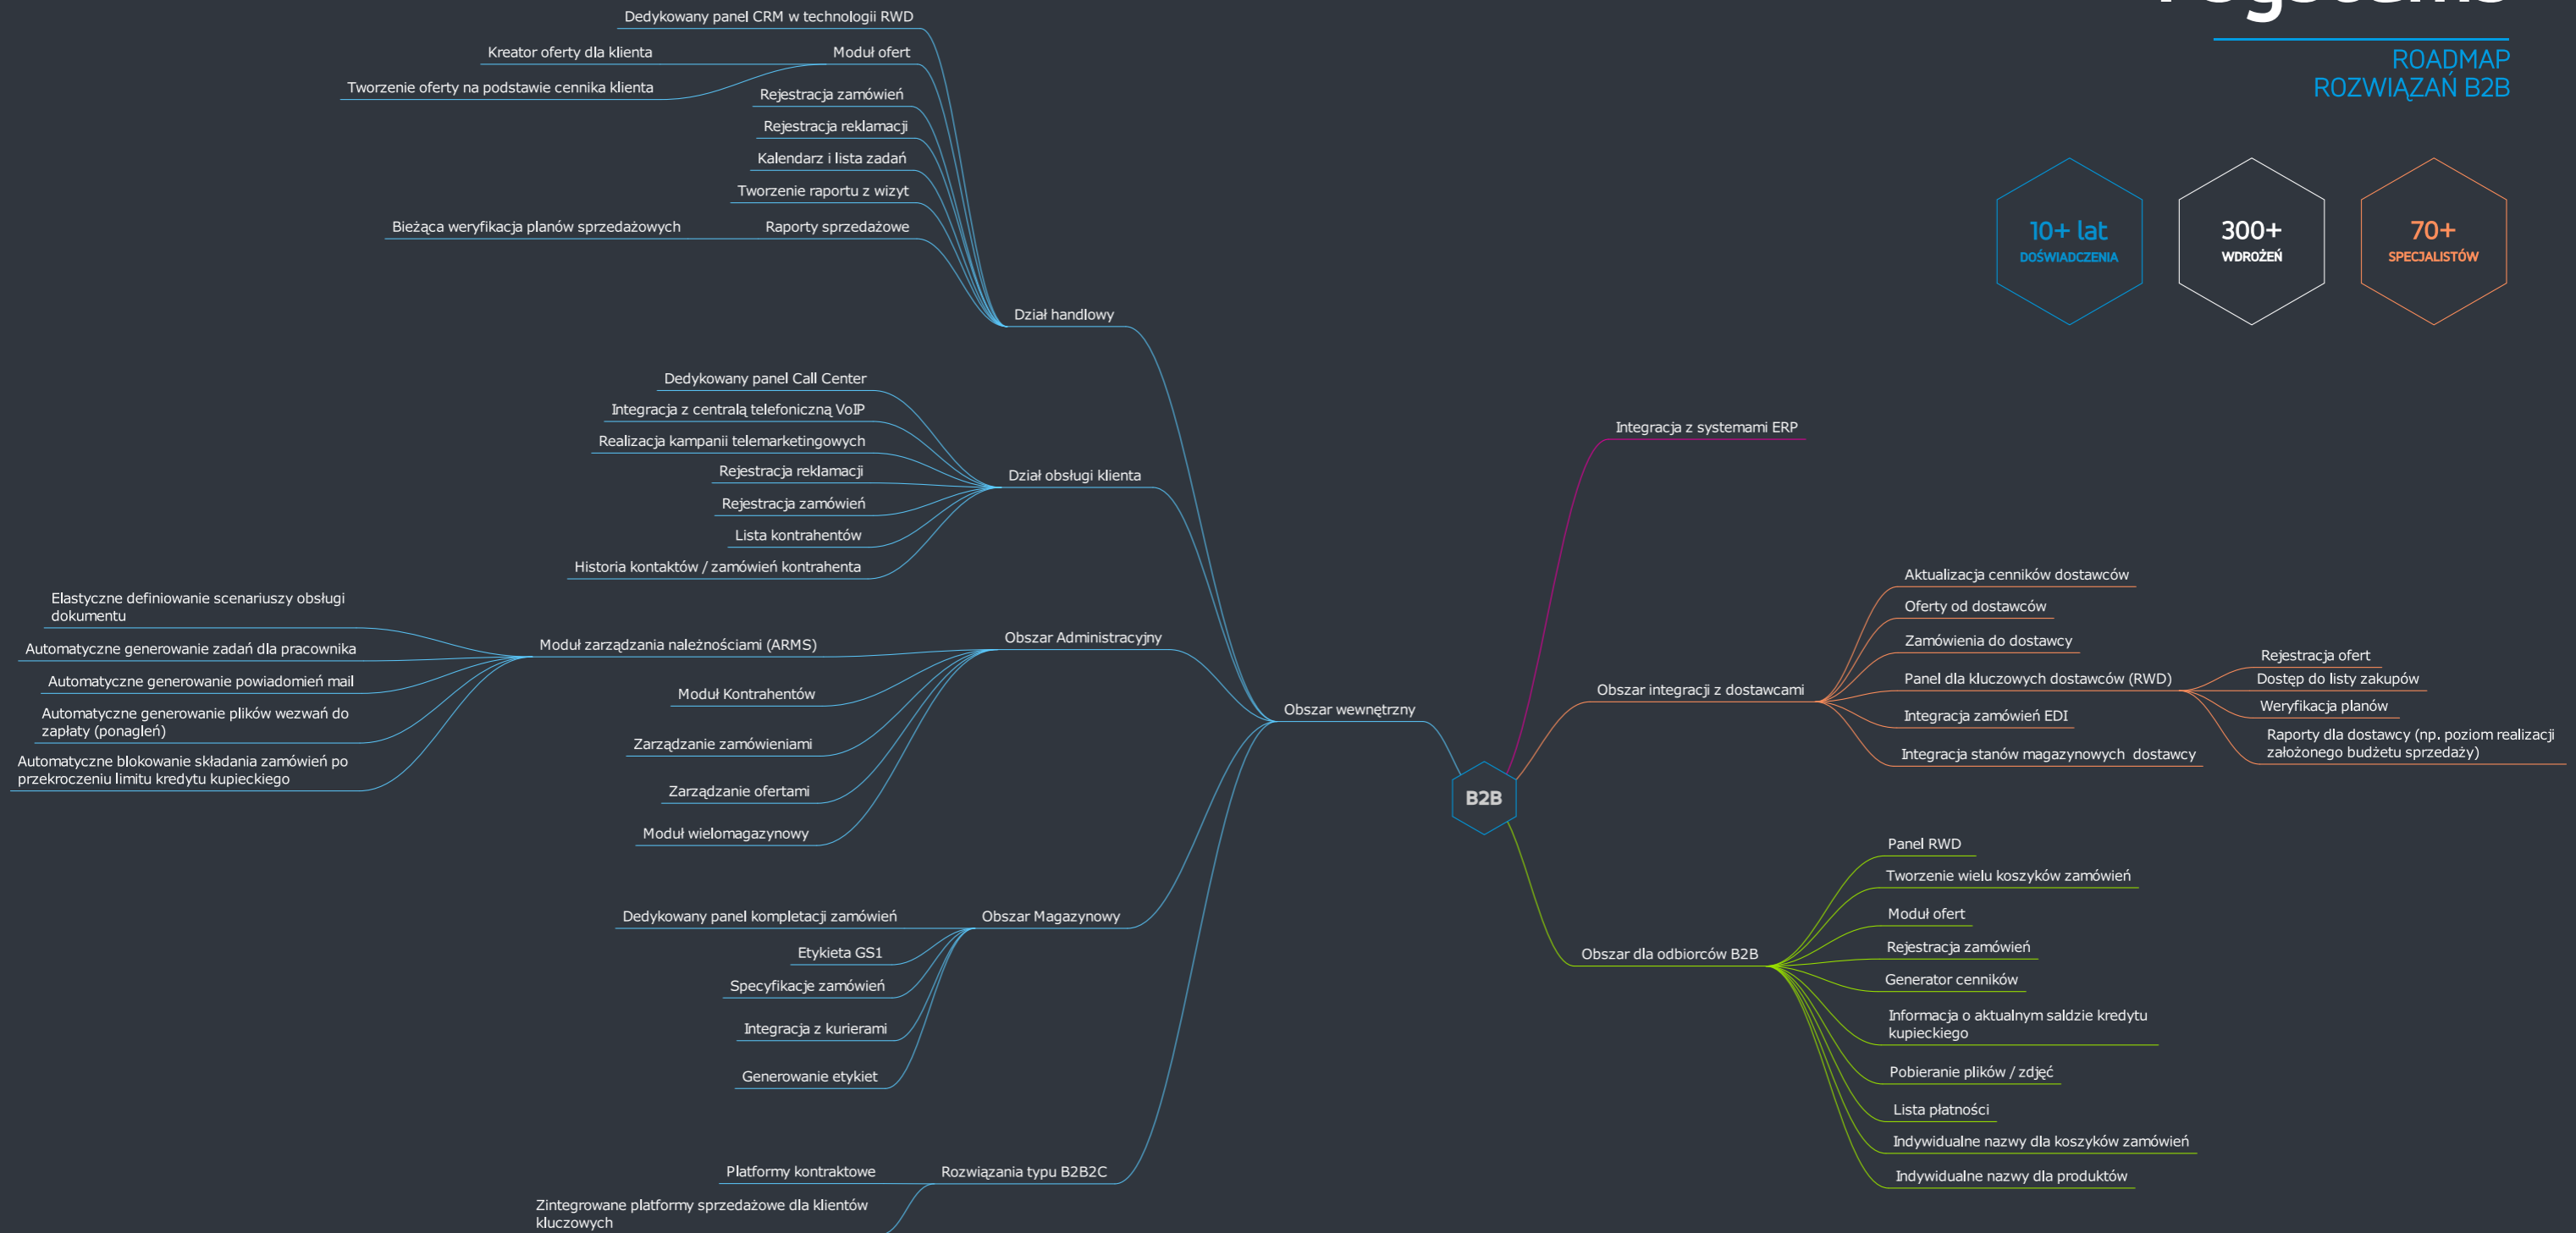 ROADMAP
ROZWIĄZAŃ B2B
10+ lat
DOŚWIADCZENIA
300+
WDROŻEŃ
70+
SPECJALISTÓW
Dedykowany panel CRM w technologii RWD
Kreator oferty dla klienta
Moduł ofert
Tworzenie oferty na podstawie cennika klienta
Rejestracja zamówień
Rejestracja reklamacji
Kalendarz i lista zadań
Tworzenie raportu z wizyt
Bieżąca weryfikacja planów sprzedażowych
Raporty sprzedażowe
Dział handlowy
Dedykowany panel Call Center
Integracja z centralą telefoniczną VoIP
Realizacja kampanii telemarketingowych
Rejestracja reklamacji
Dział obsługi klienta
Rejestracja zamówień
Lista kontrahentów
Historia kontaktów / zamówień kontrahenta
Elastyczne definiowanie scenariuszy obsługi
dokumentu
Automatyczne generowanie zadań dla pracownika
Automatyczne generowanie powiadomień mail
Automatyczne generowanie plików wezwań do
zapłaty (ponagleń)
Automatyczne blokowanie składania zamówień po
przekroczeniu limitu kredytu kupieckiego
Moduł zarządzania należnościami (ARMS)
Obszar Administracyjny
Moduł Kontrahentów
Zarządzanie zamówieniami
Zarządzanie ofertami
Moduł wielomagazynowy
Obszar wewnętrzny
Dedykowany panel kompletacji zamówień
Obszar Magazynowy
Etykieta GS1
Specyfikacje zamówień
Integracja z kurierami
Generowanie etykiet
Platformy kontraktowe
Rozwiązania typu B2B2C
Zintegrowane platformy sprzedażowe dla klientów
kluczowych
B2B
Integracja z systemami ERP
Obszar integracji z dostawcami
Aktualizacja cenników dostawców
Oferty od dostawców
Zamówienia do dostawcy
Panel dla kluczowych dostawców (RWD)
Integracja zamówień EDI
Integracja stanów magazynowych dostawcy
Rejestracja ofert
Dostęp do listy zakupów
Weryfikacja planów
Raporty dla dostawcy (np. poziom realizacji
założonego budżetu sprzedaży)
Obszar dla odbiorców B2B
Panel RWD
Tworzenie wielu koszyków zamówień
Moduł ofert
Rejestracja zamówień
Generator cenników
Informacja o aktualnym saldzie kredytu
kupieckiego
Pobieranie plików / zdjęć
Lista płatności
Indywidualne nazwy dla koszyków zamówień
Indywidualne nazwy dla produktów